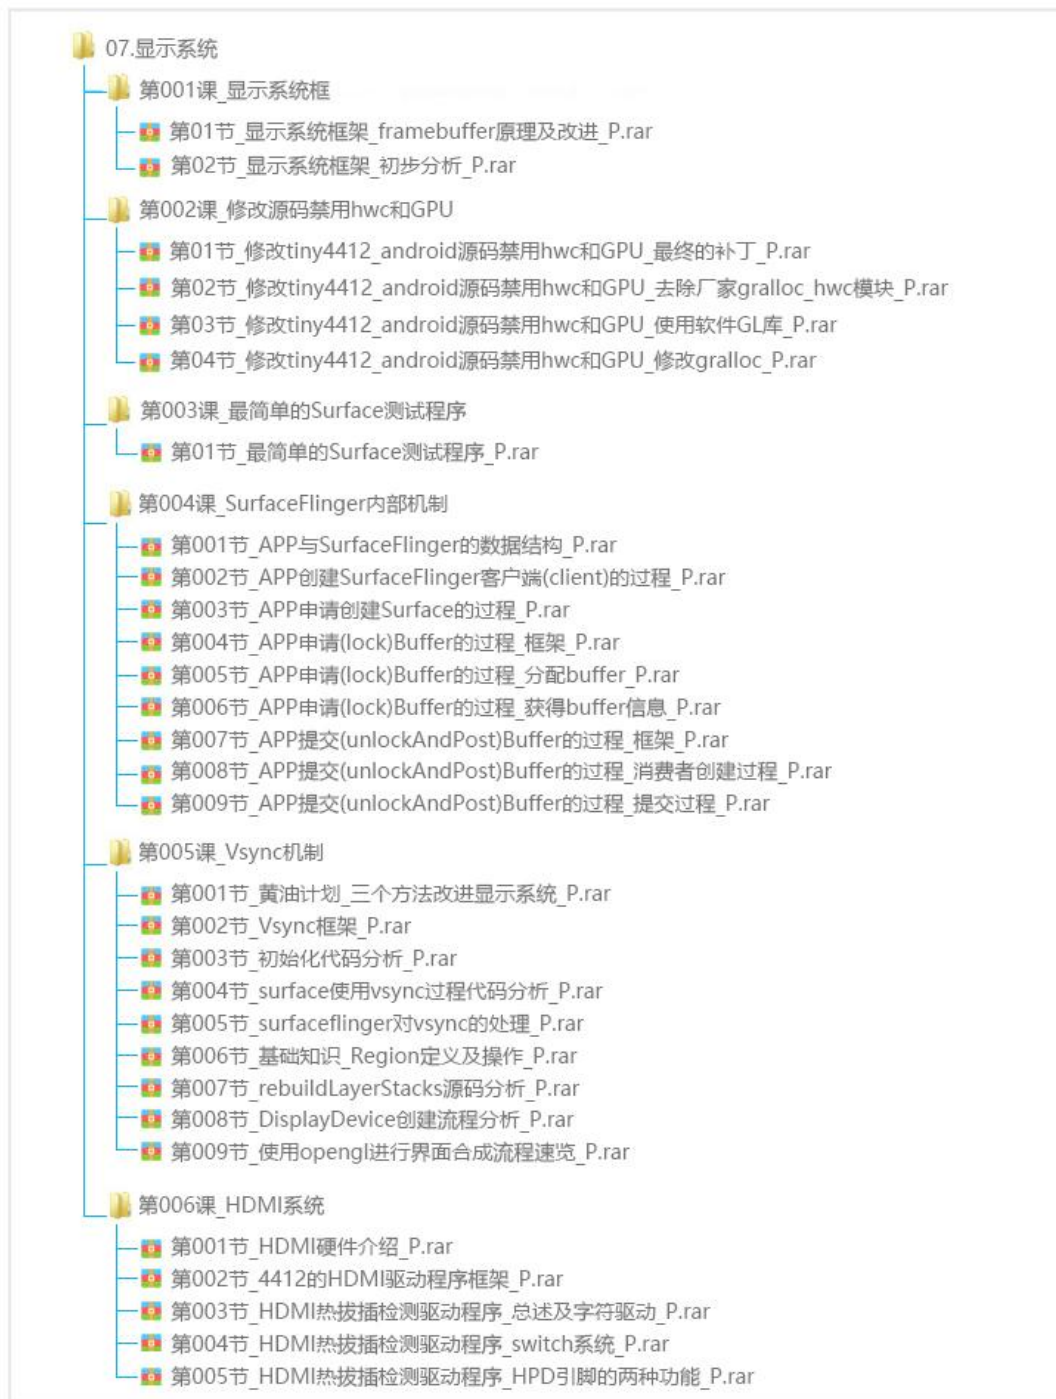 07.显示系统
第001课_显示系统框
第01节_显示系统框架_framebuffer原理及改进_P.rar
第02节_显示系统框架_初步分析_P.rar
第002课_修改源码禁用hwc和GPU
第01节_修改tiny4412_android源码禁用hwc和GPU_最终的补丁_P.rar
第02节_修改tiny4412_android源码禁用hwc和GPU_去除厂家gralloc_hwc模块_P.rar
第03节_修改tiny4412_android源码禁用hwc和GPU_使用软件GL库_P.rar
第04节_修改tiny4412_android源码禁用hwc和GPU_修改gralloc_P.rar
第003课_最简单的Surface测试程序
第01节_最简单的Surface测试程序_P.rar
第004课_SurfaceFlinger内部机制
第001节_APP与SurfaceFlinger的数据结构_P.rar
第002节_APP创建SurfaceFlinger客户端(client)的过程_P.rar
第003节_APP申请创建Surface的过程_P.rar
第004节_APP申请(lock)Buffer的过程_框架_P.rar
第005节_APP申请(lock)Buffer的过程_分配buffer_P.rar
第006节_APP申请(lock)Buffer的过程_获得buffer信息_P.rar
第007节_APP提交(unlockAndPost)Buffer的过程_框架_P.rar
第008节_APP提交(unlockAndPost)Buffer的过程_消费者创建过程_P.rar
第009节_APP提交(unlockAndPost)Buffer的过程_提交过程_P.rar
第005课_Vsync机制
第001节_黄油计划_三个方法改进显示系统_P.rar
第002节_Vsync框架_P.rar
第003节_初始化代码分析_P.rar
第004节_surface使用vsync过程代码分析_P.rar
第005节_surfaceflinger对vsync的处理_P.rar
第006节_基础知识_Region定义及操作_P.rar
第007节_rebuildLayerStacks源码分析_P.rar
第008节_DisplayDevice创建流程分析_P.rar
第009节_使用opengl进行界面合成流程速览_P.rar
第006课_HDMI系统
第001节_HDMI硬件介绍_P.rar
第002节_4412的HDMI驱动程序框架_P.rar
第003节_HDMI热拔插检测驱动程序_总述及字符驱动_P.rar
第004节_HDMI热拔插检测驱动程序_switch系统_P.rar
第005节_HDMI热拔插检测驱动程序_HPD引脚的两种功能_P.rar